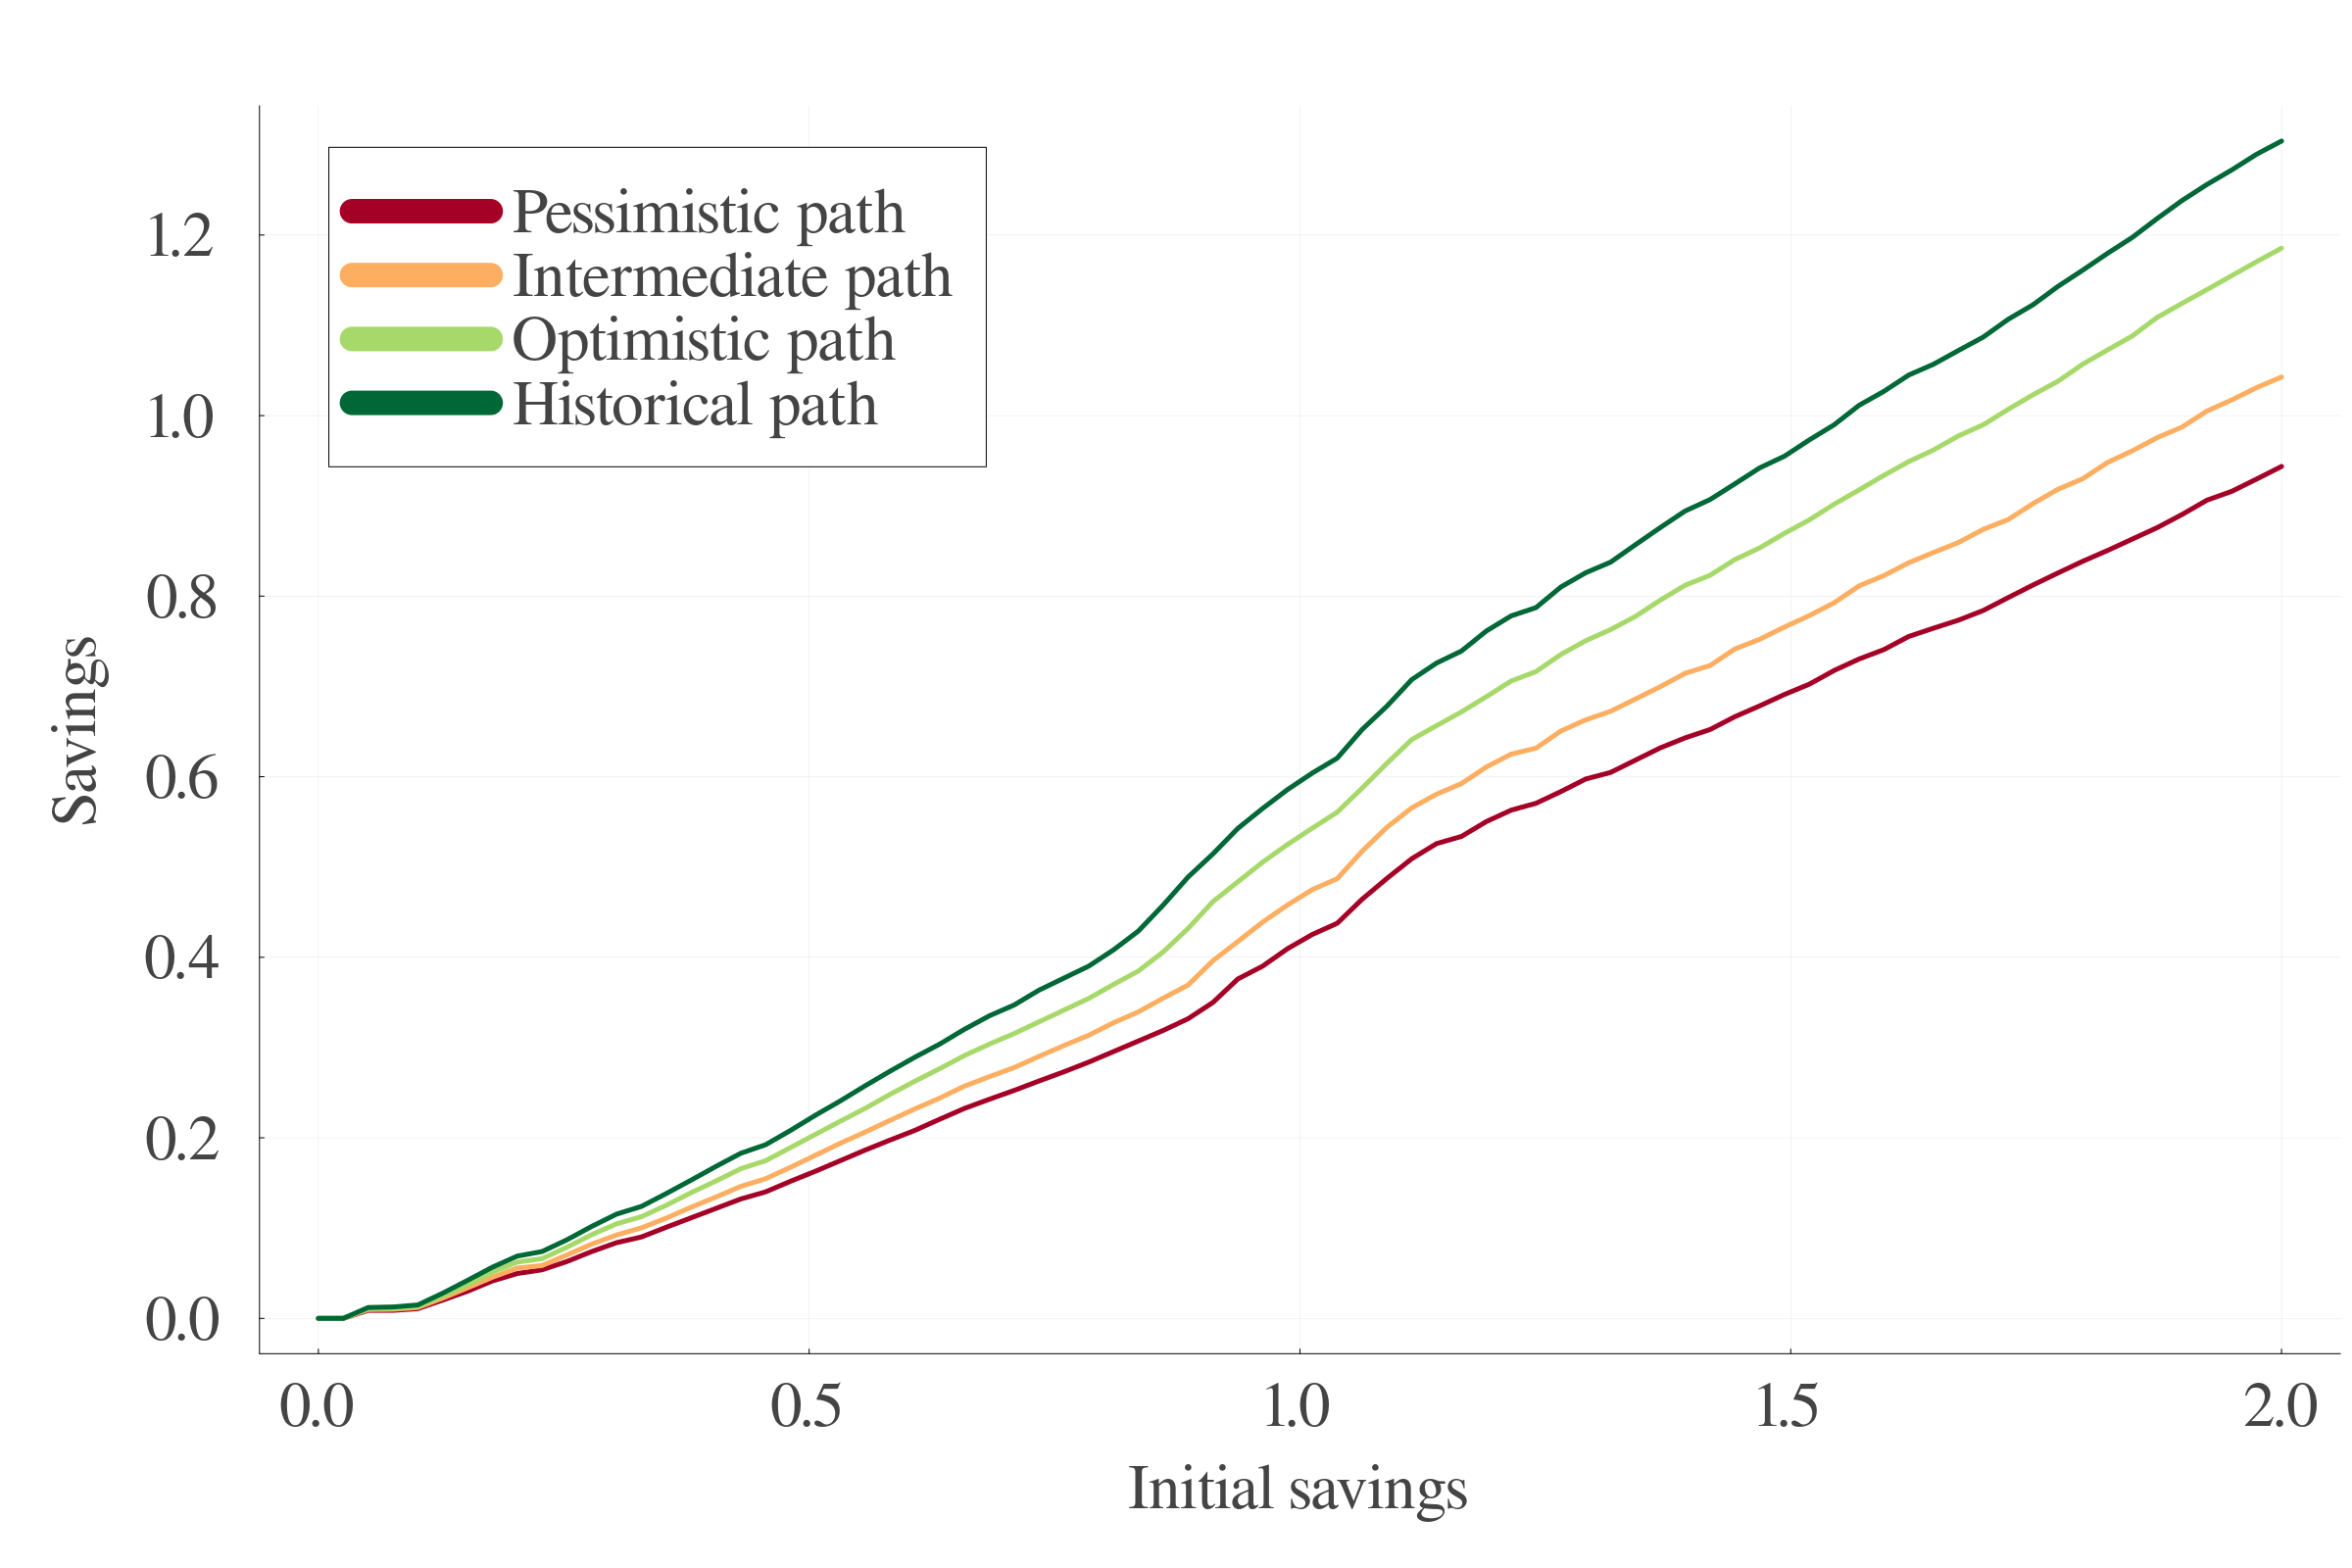 Pessimistic path
Intermediate path
Optimistic path
Historical path
1.2
1.0
0.8
0.6
0.4
0.2
0.0
Savings
0.0 0.5 1.0 1.5 2.0
Initial savings